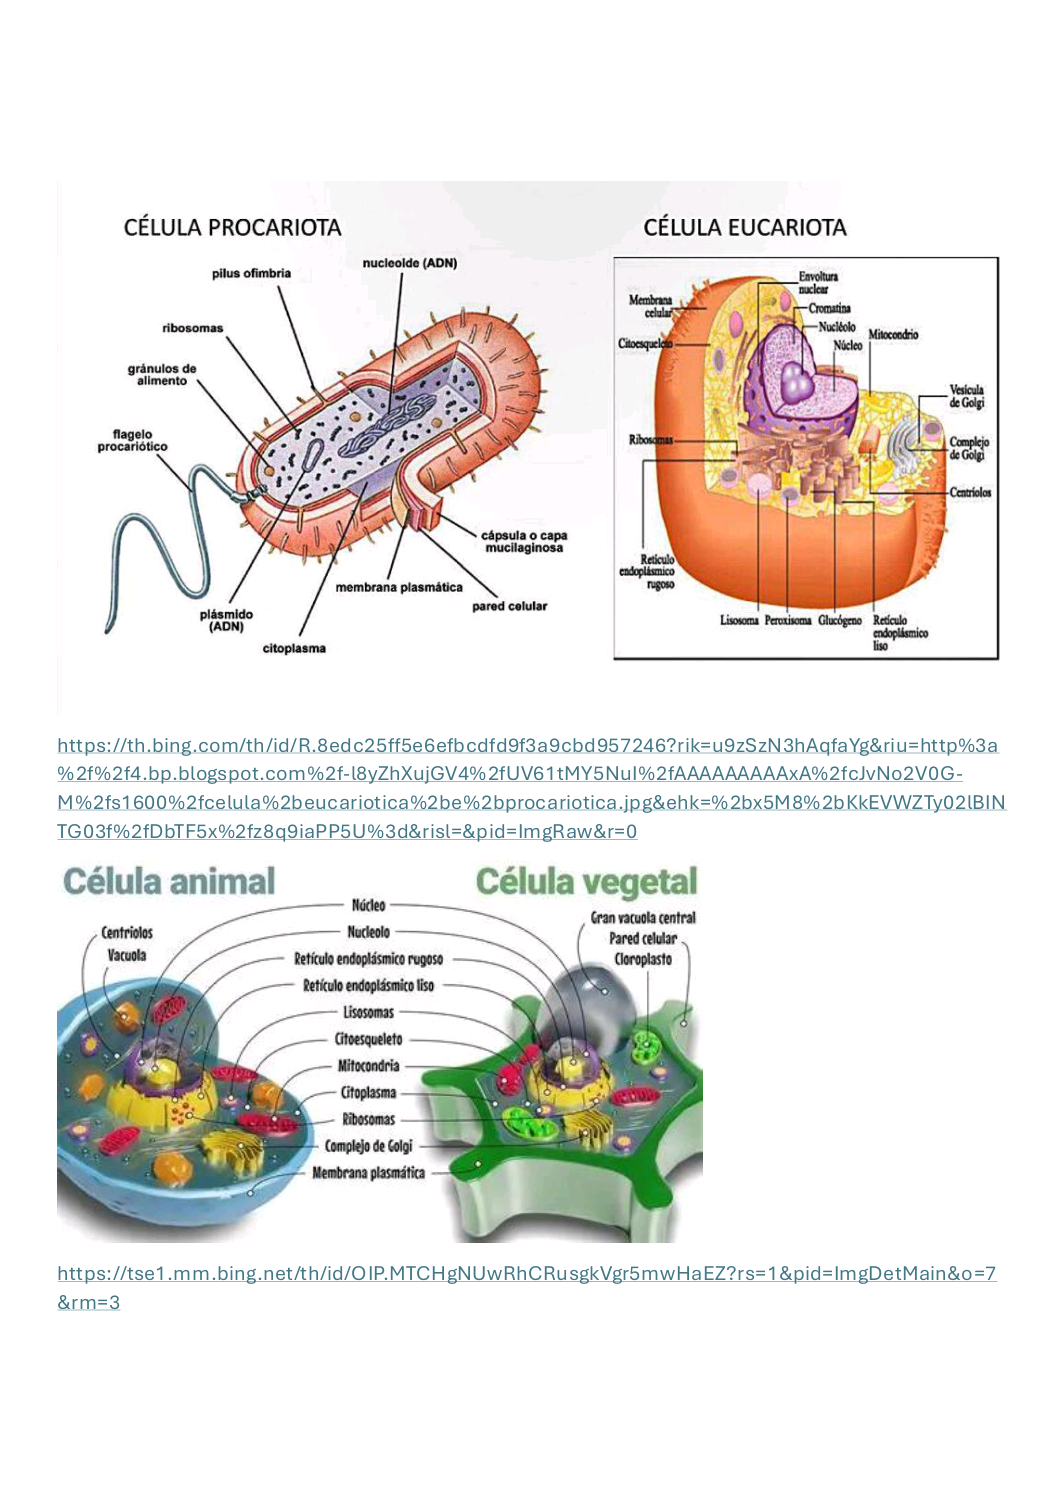 CÉLULA PROCARIOTA
pilus ofimbria
nucleolde (ADN)
ribosomas
gránulos de
alimento
flagelo
procariótico
cápsula o capa
mucilaginosa
membrana plasmática
pared celular
plásmido
(ADN)
citoplasma
CÉLULA EUCARIOTA
Envoltura
nuclear
Membrana
celular
Cromatina
Nucléolo
Mitocondrio
Citoesqueleto
Núcleo
Vesícula
de Golgi
Ribosomas
Complejo
de Golgi
Centríolos
Retículo
endoplásmico
rugoso
Lisosoma
Peroxisoma
Glucógeno
Retículo
endoplásmico
liso
https://th.bing.com/th/id/R.8edc25ff5e6efbcdfd9f3a9cbd957246?rik=u9zSzN3hAqfaYg&riu=http%3a
%2f%2f4.bp.blogspot.com%2f-l8yZhXujGV4%2fUV61tMY5NuI%2fAAAAAAAAAxA%2fcJvNo2V0G-
M%2fs1600%2fcelula%2beucariotica%2be%2bprocariotica.jpg&ehk=%2bx5M8%2bKkEVWZTy02lBIN
TG03f%2fDbTF5x%2fz8q9iaPP5U%3d&risl=&pid=ImgRaw&r=0
Célula animal
Célula vegetal
Núcleo
Nucleolo
Retículo endoplásmico rugoso
Retículo endoplásmico liso
Lisosomas
Citoesqueleto
Mitocondria
Citoplasma
Ribosomas
Complejo de Golgi
Membrana plasmática
Centriolos
Vacuola
Gran vacuola central
Pared celular
Cloroplasto
https://tse1.mm.bing.net/th/id/OIP.MTCHgNUwRhCRusgkVgr5mwHaEZ?rs=1&pid=ImgDetMain&o=7
&rm=3